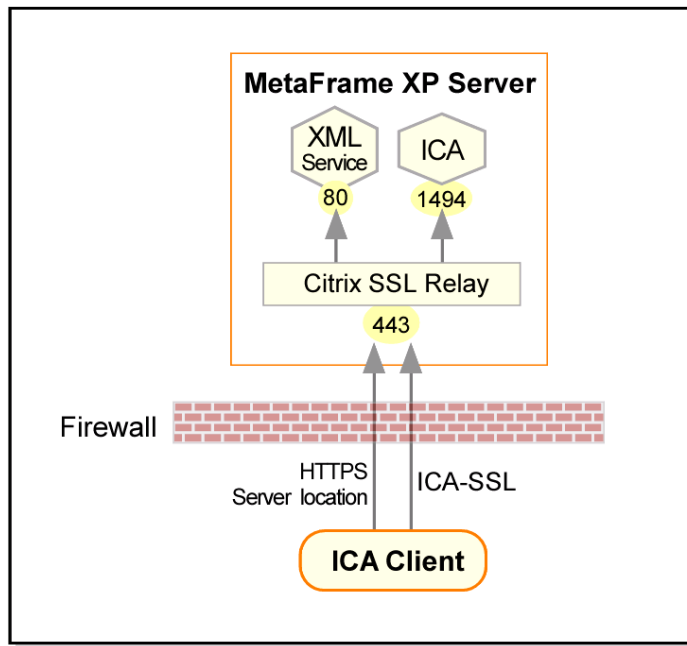 MetaFrame XP Server
XML
Service
ICA
80
1494
Citrix SSL Relay
443
Firewall
HTTPS
Server location
ICA-SSL
ICA Client